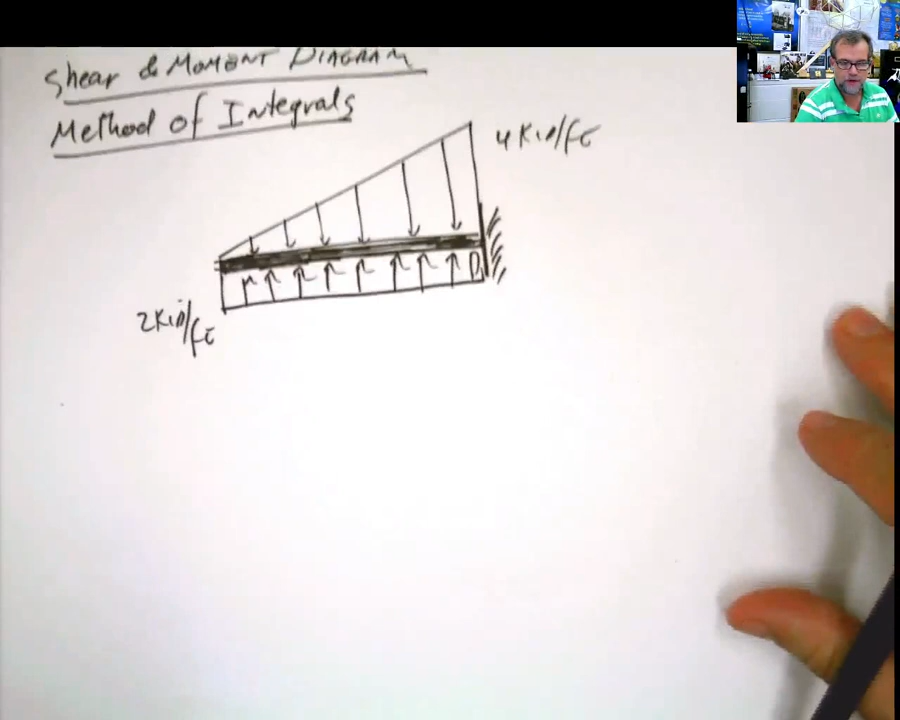 Shear & Moment Diagram
Method of Integrals
4 Kip/ft
2 Kip/
ft